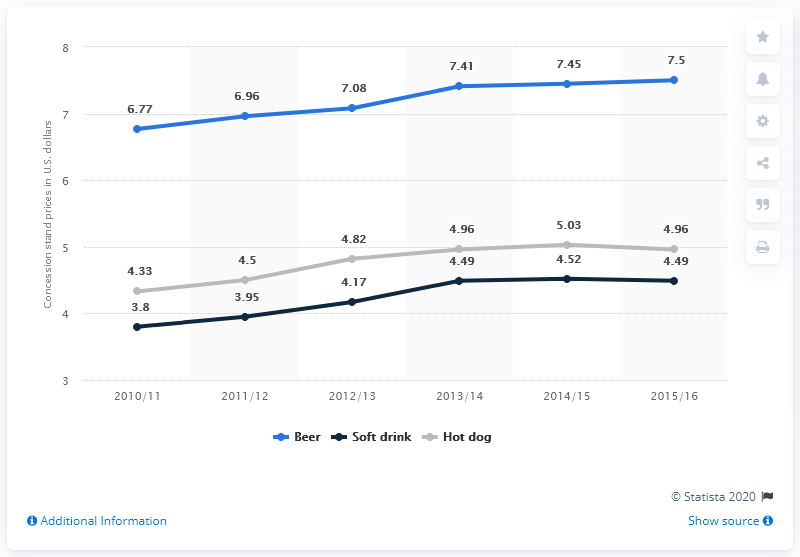 8
7
6
5
4
3
Concession stand prices in U.S. dollars
6.77 6.96 7.08 7.41 7.45 7.5
4.33 4.5 4.82 4.96 5.03 4.96
3.8 3.95 4.17 4.49 4.52 4.49
2010/11 2011/12 2012/13 2013/14 2014/15 2015/16
Beer Soft drink Hot dog
© Statista 2020
Additional Information Show source